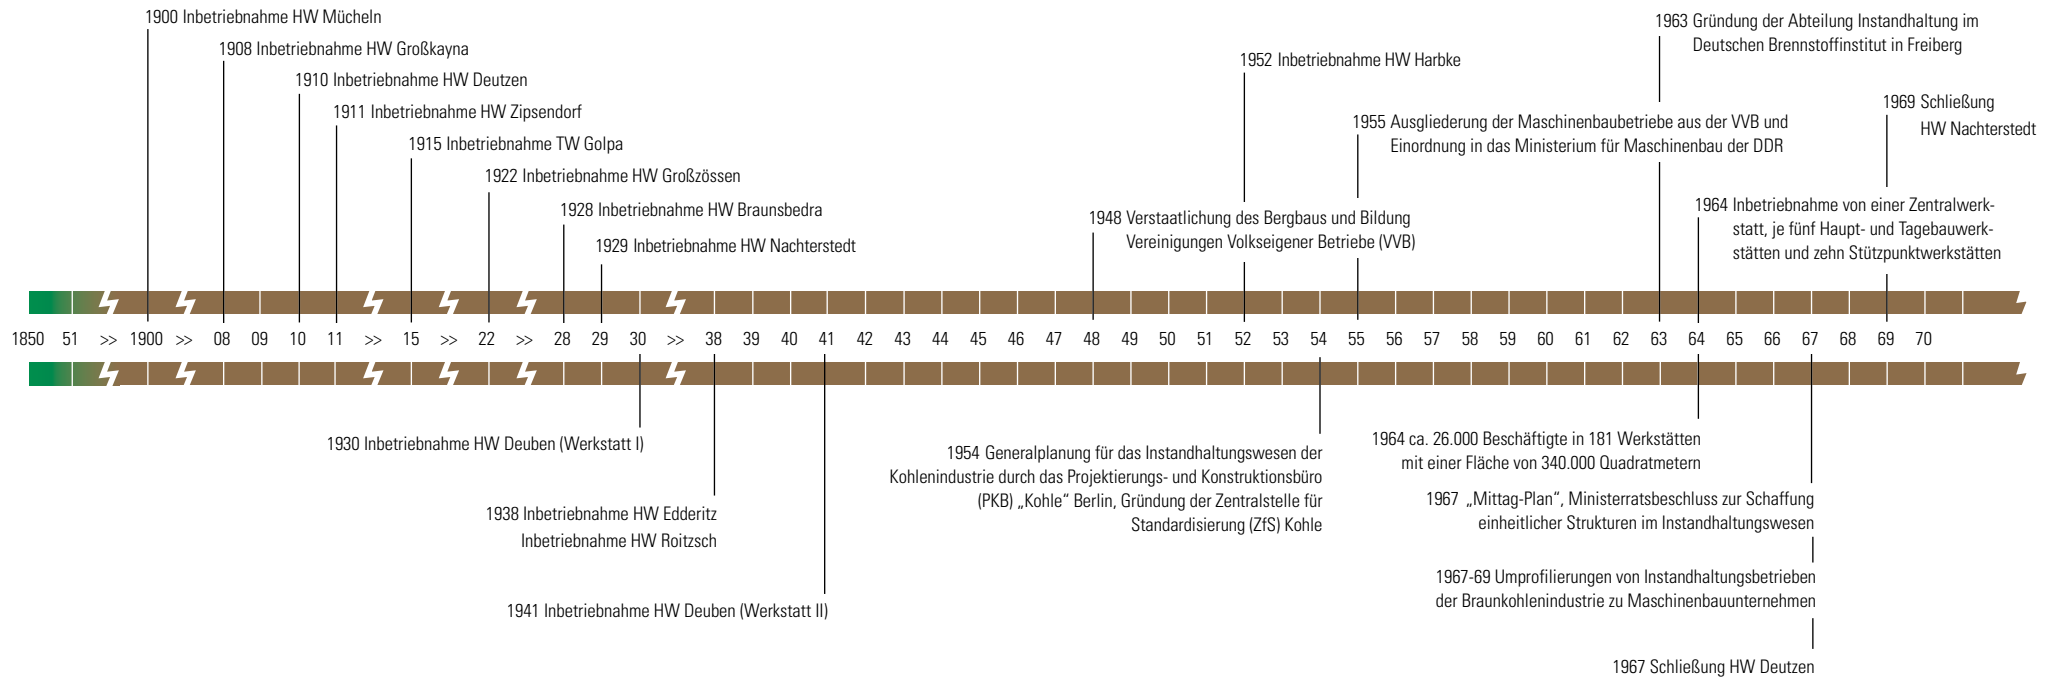 1900 Inbetriebnahme HW Mücheln
1908 Inbetriebnahme HW Großkayna
1910 Inbetriebnahme HW Deutzen
1911 Inbetriebnahme HW Zipsendorf
1915 Inbetriebnahme TW Golpa
1922 Inbetriebnahme HW Großzössen
1928 Inbetriebnahme HW Braunsbedra
1929 Inbetriebnahme HW Nachterstedt
1948 Verstaatlichung des Bergbaus und Bildung
Vereinigungen Volkseigener Betriebe (VVB)
1952 Inbetriebnahme HW Harbke
1955 Ausgliederung der Maschinenbaubetriebe aus der VVB und
Einordnung in das Ministerium für Maschinenbau der DDR
1963 Gründung der Abteilung Instandhaltung im
Deutschen Brennstoffinstitut in Freiberg
1964 Inbetriebnahme von einer Zentralwerk-
statt, je fünf Haupt- und Tagebauwerk-
stätten und zehn Stützpunktwerkstätten
1969 Schließung
HW Nachterstedt
1850 51 >> 1900 >> 08 09 10 11 >> 15 >> 22 >> 28 29 30 >> 38 39 40 41 42 43 44 45 46 47 48 49 50 51 52 53 54 55 56 57 58 59 60 61 62 63 64 65 66 67 68 69 70
1930 Inbetriebnahme HW Deuben (Werkstatt I)
1938 Inbetriebnahme HW Edderitz
Inbetriebnahme HW Roitzsch
1941 Inbetriebnahme HW Deuben (Werkstatt II)
1954 Generalplanung für das Instandhaltungswesen der
Kohlenindustrie durch das Projektierungs- und Konstruktionsbüro
(PKB) „Kohle“ Berlin, Gründung der Zentralstelle für
Standardisierung (ZfS) Kohle
1964 ca. 26.000 Beschäftigte in 181 Werkstätten
mit einer Fläche von 340.000 Quadratmetern
1967 „Mittag-Plan“, Ministerratsbeschluss zur Schaffung
einheitlicher Strukturen im Instandhaltungswesen
1967-69 Umprofilierungen von Instandhaltungsbetrieben
der Braunkohlenindustrie zu Maschinenbauunternehmen
1967 Schließung HW Deutzen